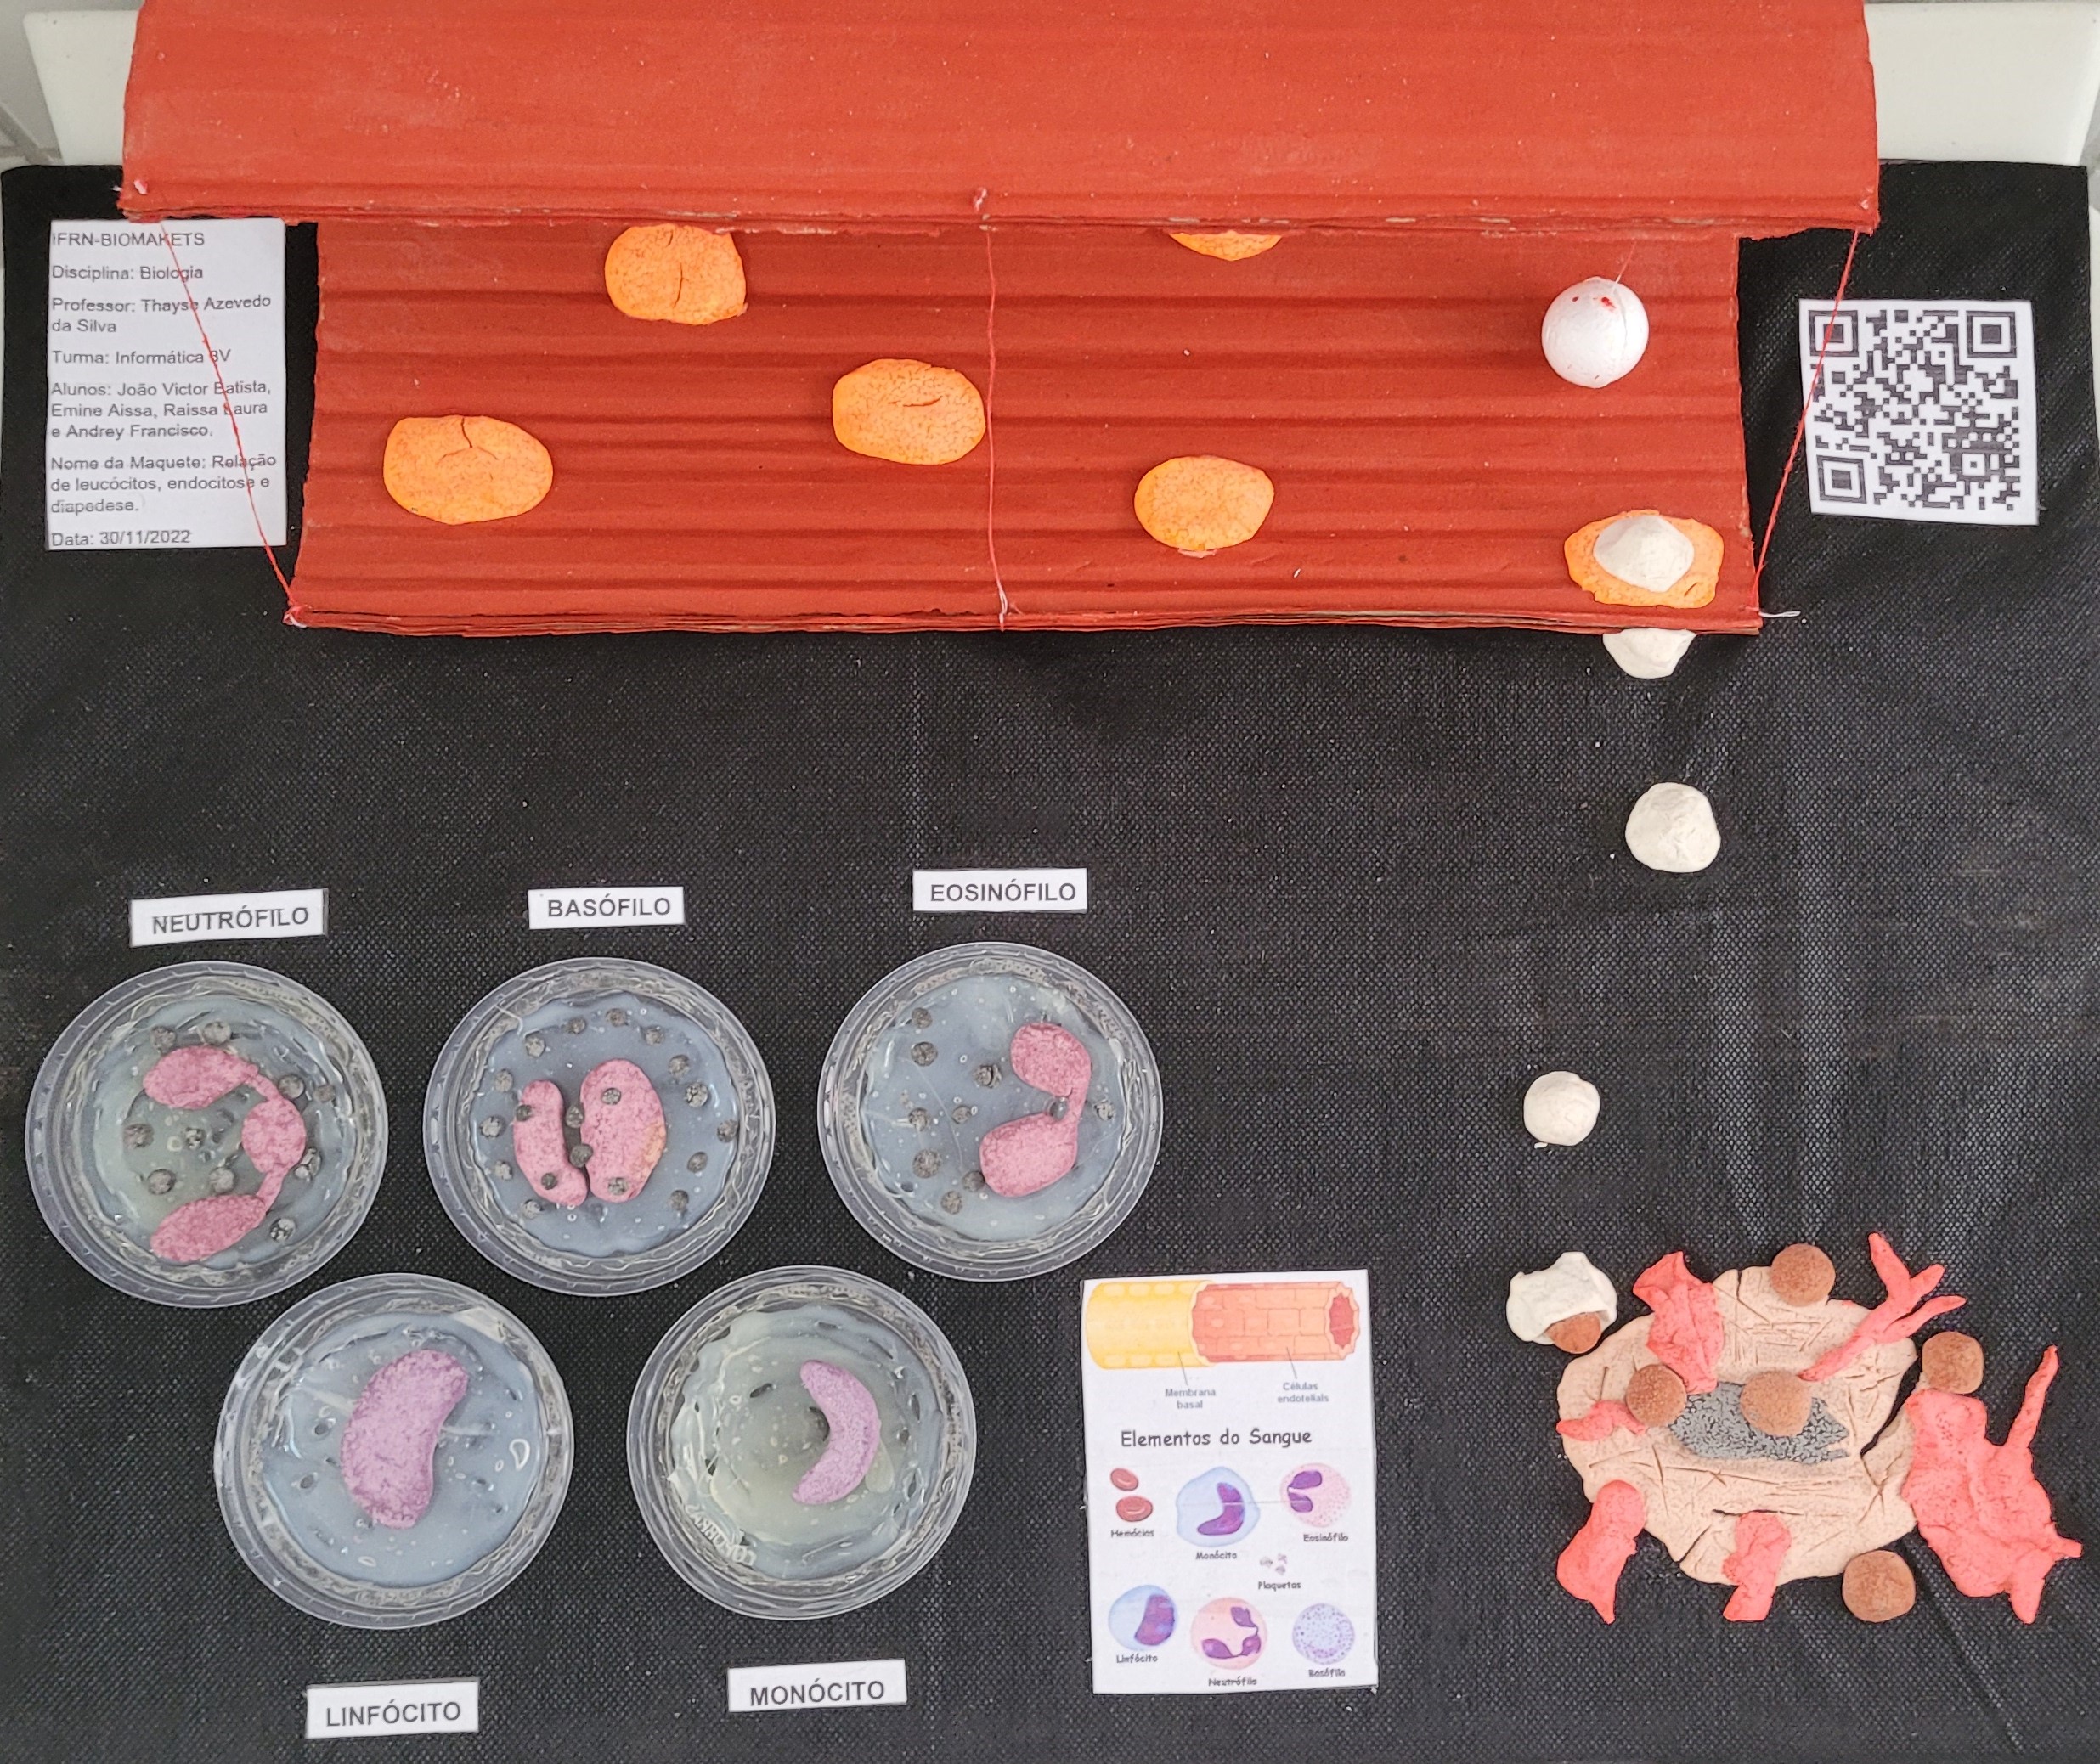 IFRN-BIOMAKETS
Disciplina: Biologia
Professor: Thayse Azevedo
da Silva
Turma: Informática 3V
Alunos: João Victor Batista,
Emine Aissa, Raissa Laura
e Andrey Francisco.
Nome da Maquete: Relação
de leucócitos, endocitose e
diapedese.
Data: 30/11/2022
NEUTRÓFILO
BASÓFILO
EOSINÓFILO
LINFÓCITO
MONÓCITO
Membrana
basal
Células
endoteliais
Elementos do Sangue
Hemácias
Monócito
Eosinófilo
Plaquetas
Linfócito
Neutrófilo
Basófilo